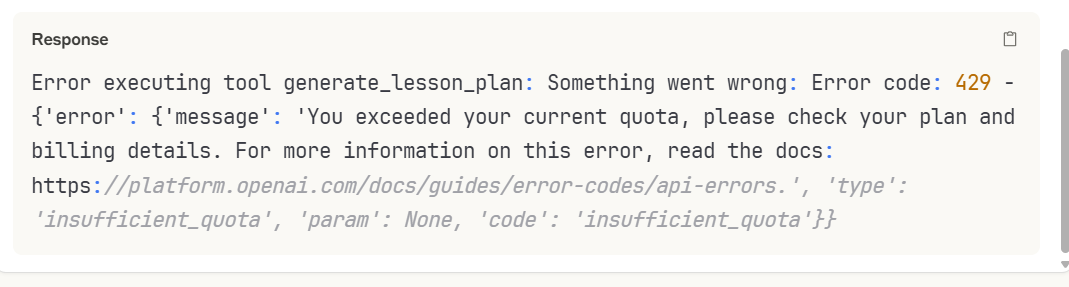 Response
Error executing tool generate_lesson_plan: Something went wrong: Error code: 429 -
{'error': {'message': 'You exceeded your current quota, please check your plan and
billing details. For more information on this error, read the docs:
https://platform.openai.com/docs/guides/error-codes/api-errors.', 'type':
'insufficient_quota', 'param': None, 'code': 'insufficient_quota'}}